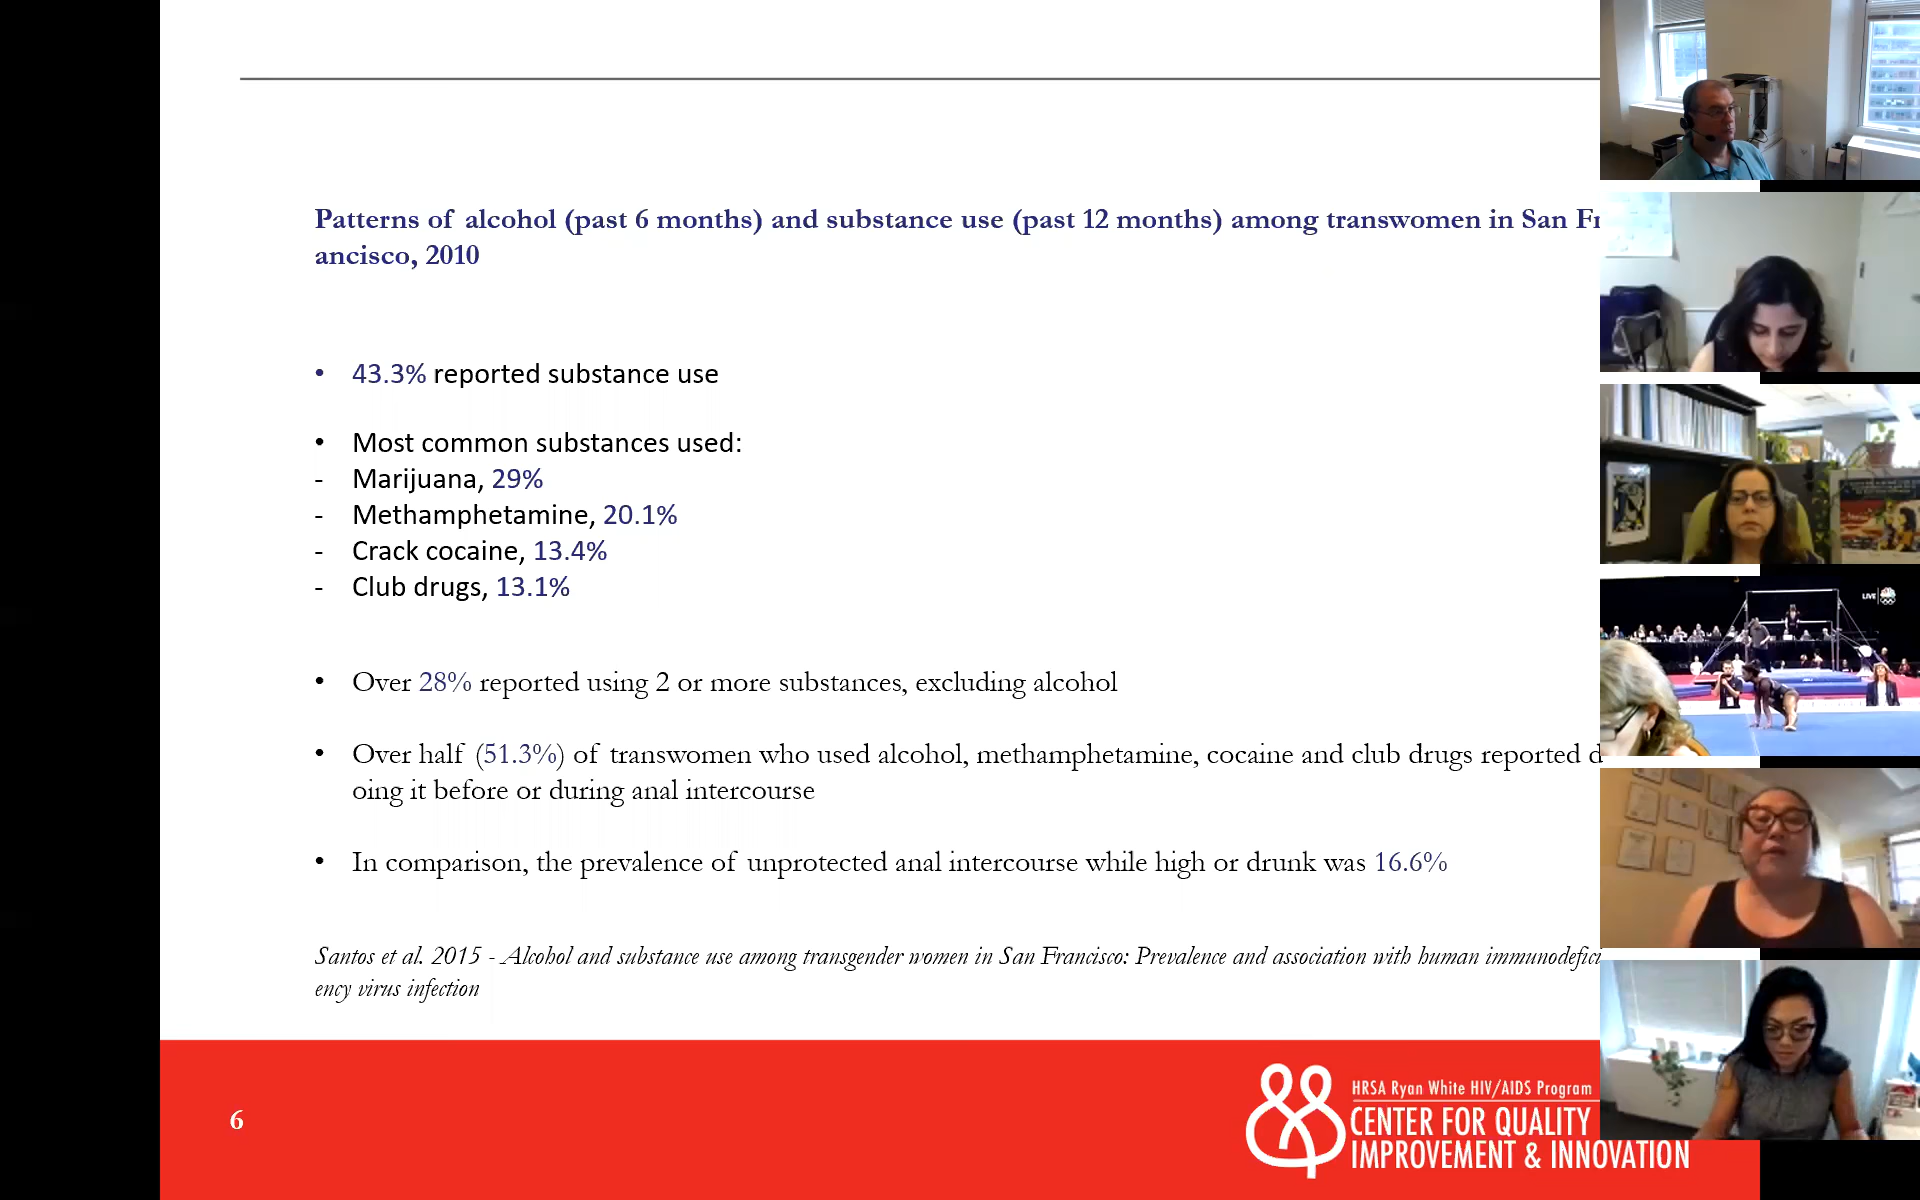 Patterns of alcohol (past 6 months) and substance use (past 12 months) among transwomen in San Fr
ancisco, 2010
• 43.3% reported substance use
• Most common substances used:
- Marijuana, 29%
- Methamphetamine, 20.1%
- Crack cocaine, 13.4%
- Club drugs, 13.1%
• Over 28% reported using 2 or more substances, excluding alcohol
• Over half (51.3%) of transwomen who used alcohol, methamphetamine, cocaine and club drugs reported d
oing it before or during anal intercourse
• In comparison, the prevalence of unprotected anal intercourse while high or drunk was 16.6%
Santos et al. 2015 - Alcohol and substance use among transgender women in San Francisco: Prevalence and association with human immunodefici
ency virus infection
6
HRSA Ryan White HIV/AIDS Program
CENTER FOR QUALITY
IMPROVEMENT & INNOVATION
LIVE